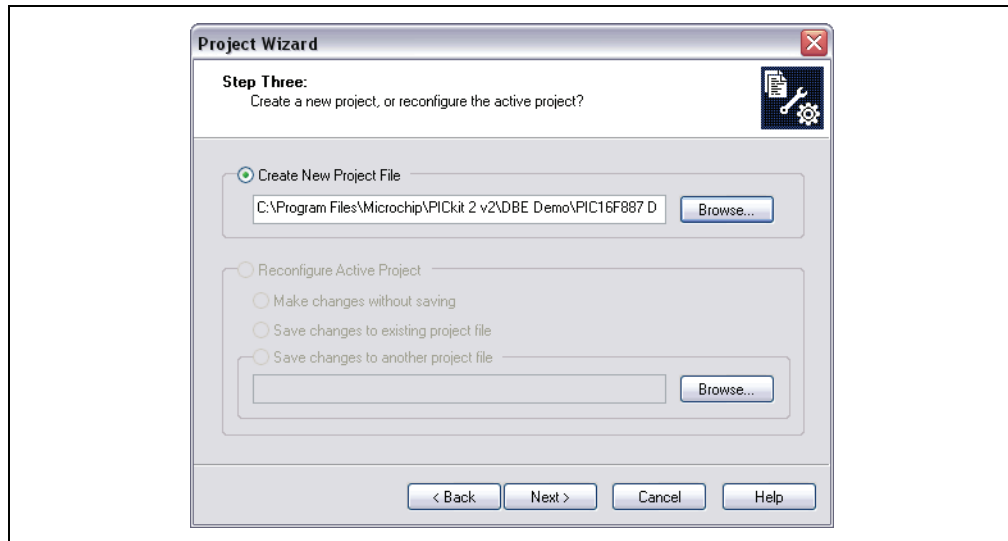 Project Wizard
Step Three:
Create a new project, or reconfigure the active project?
Create New Project File
C:\Program Files\Microchip\PICkit 2 v2\DBE Demo\PIC16F887 D
Browse...
Reconfigure Active Project
Make changes without saving
Save changes to existing project file
Save changes to another project file
Browse...
< Back Next > Cancel Help